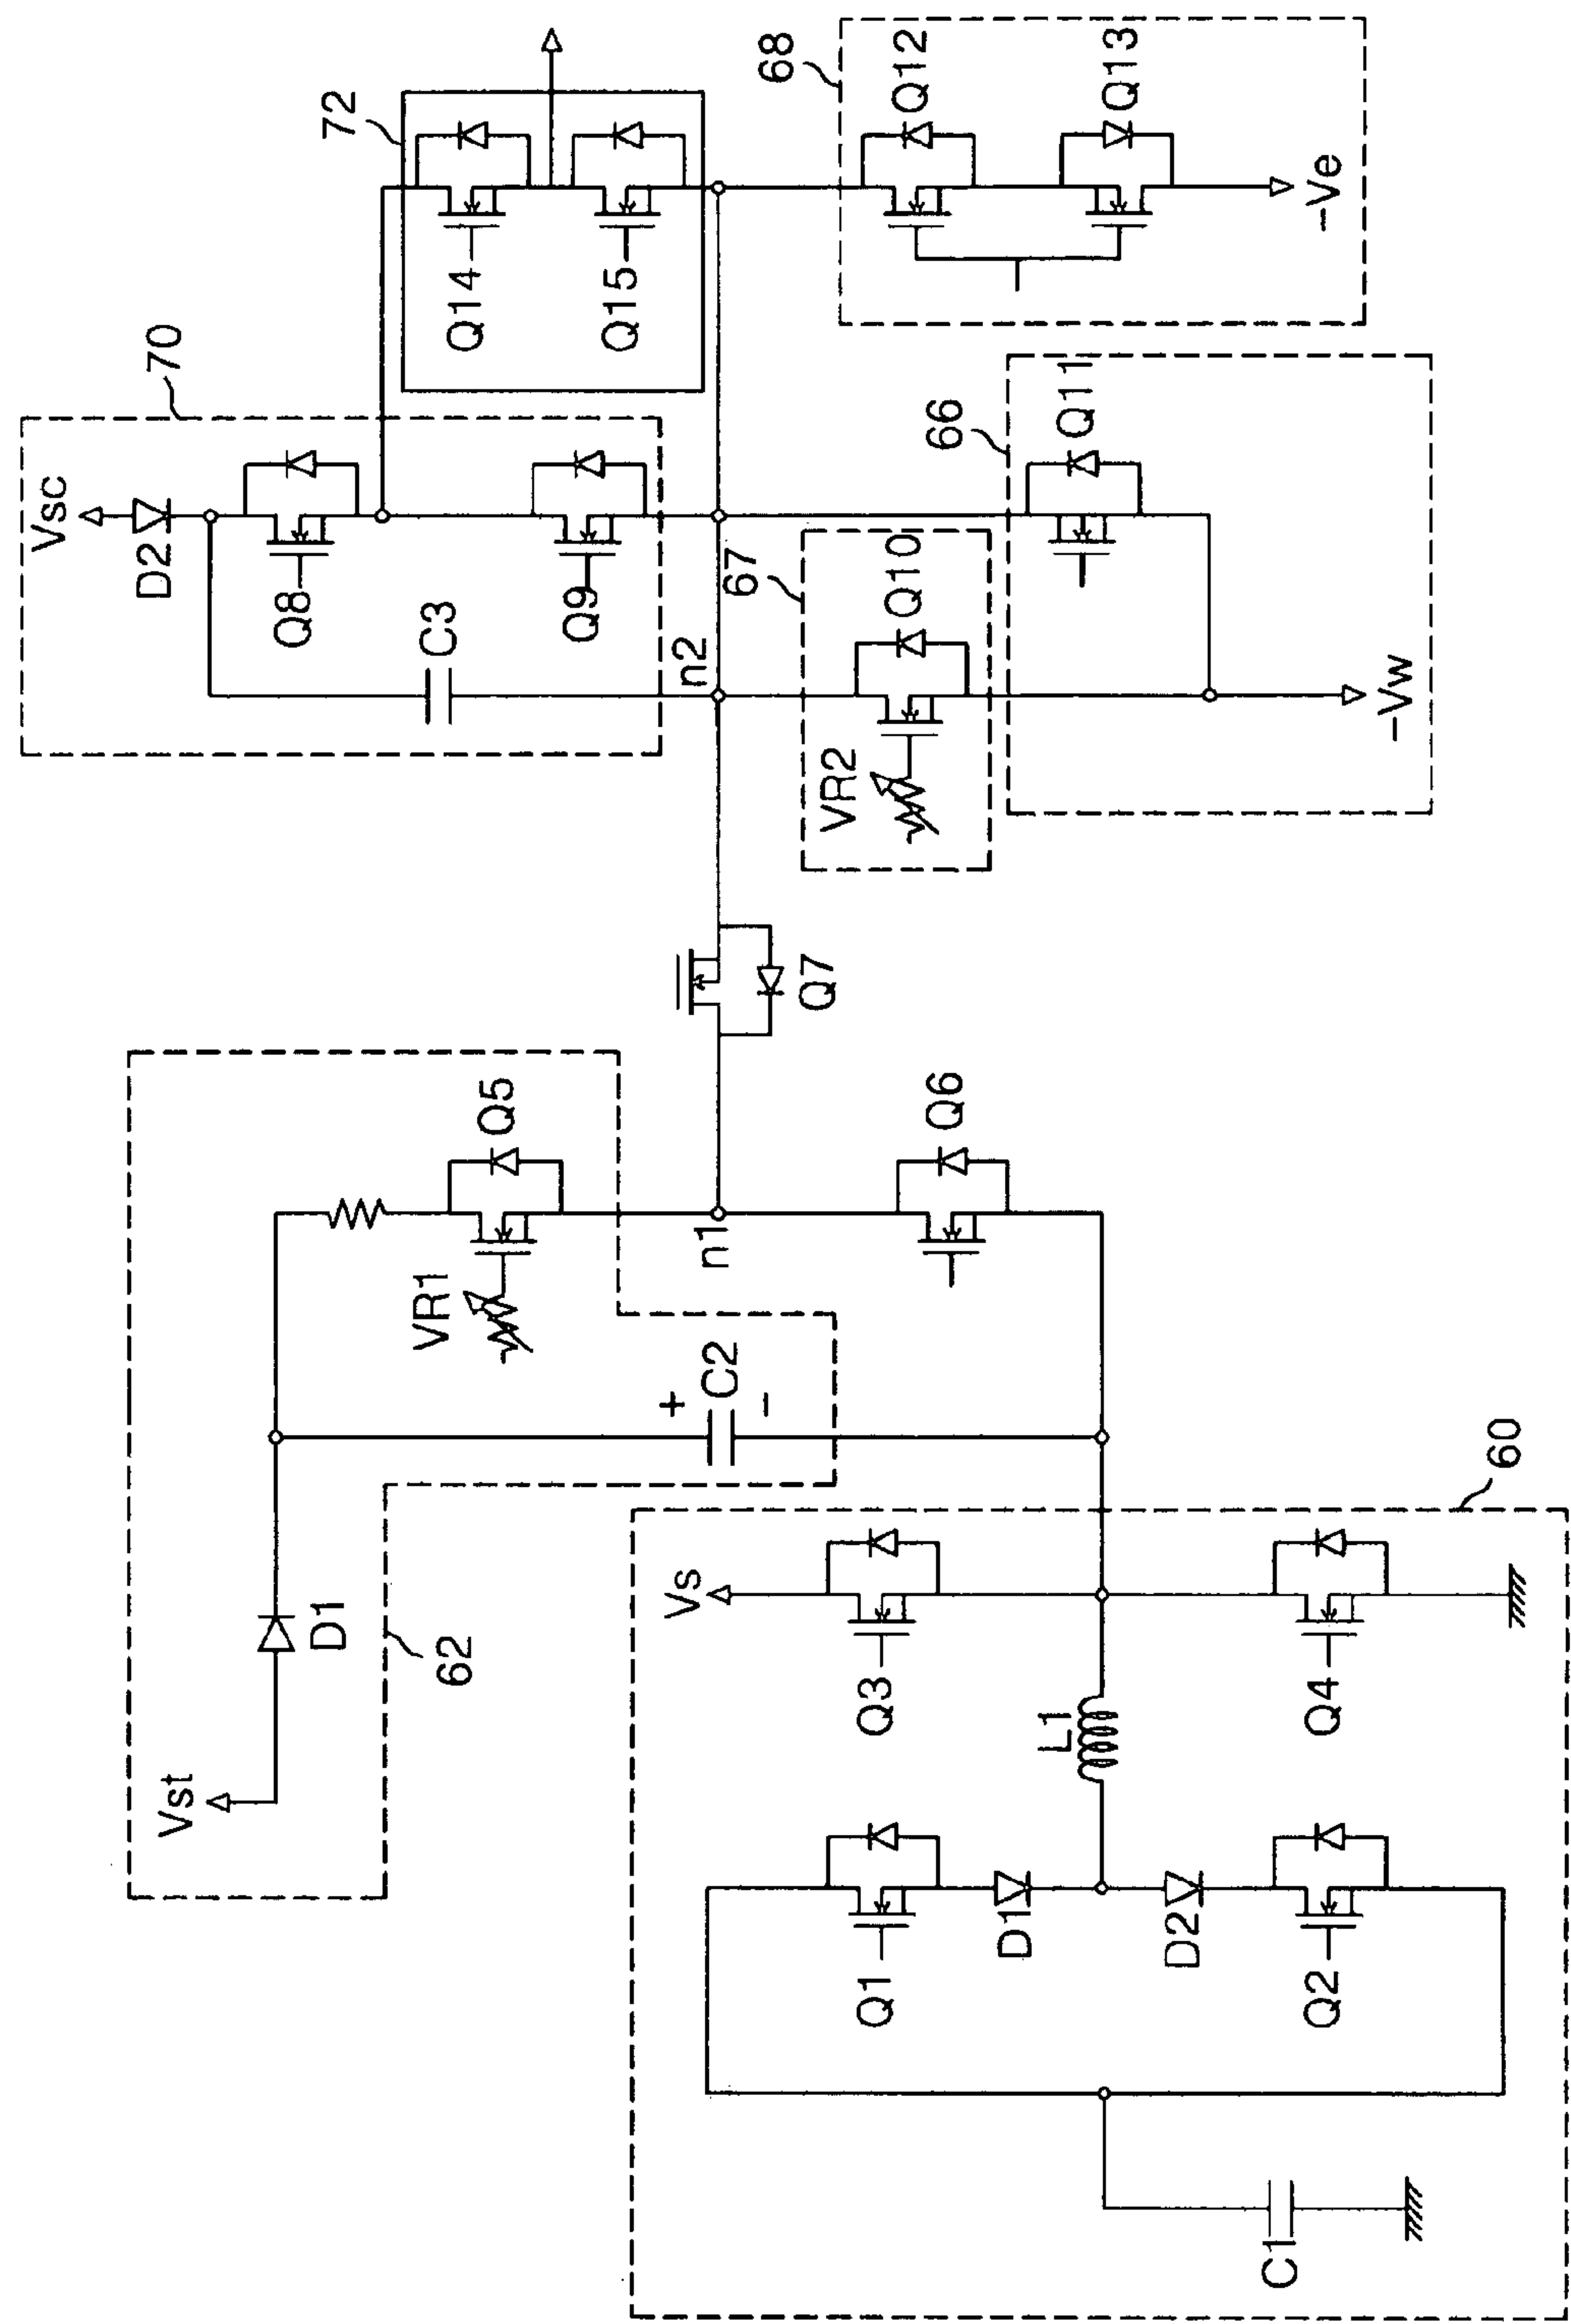 Vst
D1
62
VR1
Q5
C2
+
-
n1
Q6
Q7
60
Vs
Q3
Q4
L1
Q1
D1
D2
Q2
C1
70
Vsc
D2
Q8
Q9
C3
n2
72
Q14
Q15
68
Q12
Q13
-Ve
67
Q10
VR2
66
Q11
-Vw